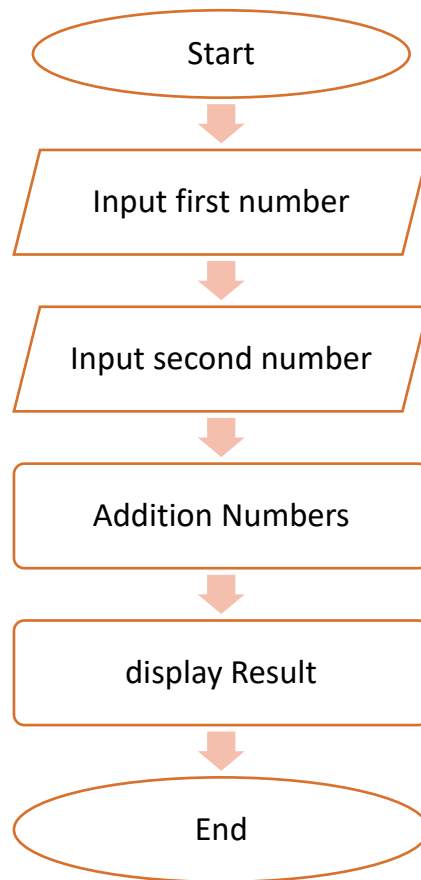 Start
Input first number
Input second number
Addition Numbers
display Result
End